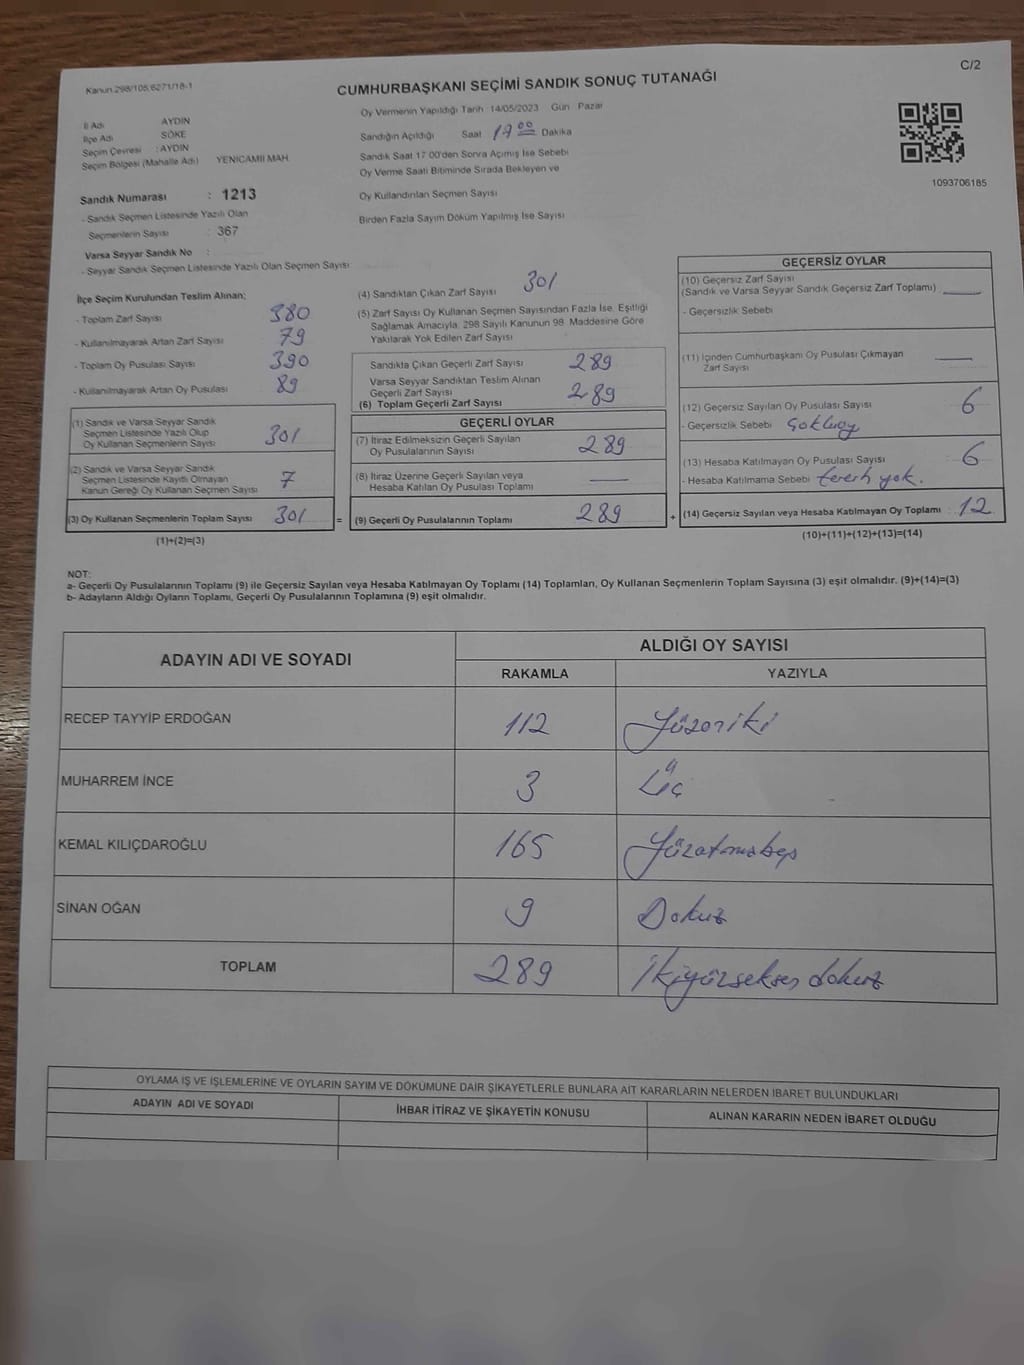 C/2
Kanun 298/105,6271/18-1
CUMHURBAŞKANI SEÇİMİ SANDIK SONUÇ TUTANAĞI
Oy Vermenin Yapıldığı Tarih : 14/05/2023 Gün : Pazar
İl Adı AYDIN
İlçe Adı SÖKE
Seçim Çevresi : AYDIN
Seçim Bölgesi (Mahalle Adı) YENICAMII MAH.
Sandığın Açıldığı Saat 17 00 Dakika
Sandık Saat 17:00'den Sonra Açımış İse Sebebi
Oy Verme Saati Bitiminde Sırada Bekleyen ve
Oy Kullandırılan Seçmen Sayısı
Birden Fazla Sayım Döküm Yapılmış İse Sayısı
1093706185
Sandık Numarası : 1213
- Sandık Seçmen Listesinde Yazılı Olan
Seçmenlerin Sayısı : 367
Varsa Seyyar Sandık No :
- Seyyar Sandık Seçmen Listesinde Yazılı Olan Seçmen Sayısı:
İlçe Seçim Kurulundan Teslim Alınan;
- Toplam Zarf Sayısı 380
- Kullanılmayarak Artan Zarf Sayısı 79
- Toplam Oy Pusulası Sayısı 390
- Kullanılmayarak Artan Oy Pusulası 89
(1) Sandık ve Varsa Seyyar Sandık
Seçmen Listesinde Yazılı Olup
Oy Kullanan Seçmenlerin Sayısı 301
(2) Sandık ve Varsa Seyyar Sandık
Seçmen Listesinde Kayıtlı Olmayan
Kanun Gereği Oy Kullanan Seçmen Sayısı 7
(3) Oy Kullanan Seçmenlerin Toplam Sayısı 301
(1)+(2)=(3)
=
(4) Sandıktan Çıkan Zarf Sayısı 301
(5) Zarf Sayısı Oy Kullanan Seçmen Sayısından Fazla İse, Eşitliği
Sağlamak Amacıyla, 298 Sayılı Kanunun 98. Maddesine Göre
Yakılarak Yok Edilen Zarf Sayısı
Sandıkta Çıkan Geçerli Zarf Sayısı 289
Varsa Seyyar Sandıktan Teslim Alınan
Geçerli Zarf Sayısı
(6) Toplam Geçerli Zarf Sayısı 289
GEÇERLİ OYLAR
(7) İtiraz Edilmeksizin Geçerli Sayılan
Oy Pusulalarının Sayısı 289
(8) İtiraz Üzerine Geçerli Sayılan veya
Hesaba Katılan Oy Pusulası Toplamı —
(9) Geçerli Oy Pusulalarının Toplamı 289
+
GEÇERSİZ OYLAR
(10) Geçersiz Zarf Sayısı
(Sandık ve Varsa Seyyar Sandık Geçersiz Zarf Toplamı) —
- Geçersizlik Sebebi
(11) İçinden Cumhurbaşkanı Oy Pusulası Çıkmayan
Zarf Sayısı —
(12) Geçersiz Sayılan Oy Pusulası Sayısı 6
- Geçersizlik Sebebi
(13) Hesaba Katılmayan Oy Pusulası Sayısı 6
- Hesaba Katılmama Sebebi yok.
(14) Geçersiz Sayılan veya Hesaba Katılmayan Oy Toplamı : 12
(10)+(11)+(12)+(13)=(14)
NOT:
a- Geçerli Oy Pusulalarının Toplamı (9) ile Geçersiz Sayılan veya Hesaba Katılmayan Oy Toplamı (14) Toplamları, Oy Kullanan Seçmenlerin Toplam Sayısına (3) eşit olmalıdır. (9)+(14)=(3)
b- Adayların Aldığı Oyların Toplamı, Geçerli Oy Pusulalarının Toplamına (9) eşit olmalıdır.
ADAYIN ADI VE SOYADI
ALDIĞI OY SAYISI
RAKAMLA YAZIYLA
RECEP TAYYİP ERDOĞAN 112 Yüzoniki
MUHARREM İNCE 3 Üç
KEMAL KILIÇDAROĞLU 165 Yüzatmışbeş
SİNAN OĞAN 9 Dokuz
TOPLAM 289 İkiyüzseksen dokuz
OYLAMA İŞ VE İŞLEMLERİNE VE OYLARIN SAYIM VE DÖKÜMÜNE DAİR ŞİKAYETLERLE BUNLARA AİT KARARLARIN NELERDEN İBARET BULUNDUKLARI
ADAYIN ADI VE SOYADI İHBAR İTİRAZ VE ŞİKAYETİN KONUSU ALINAN KARARIN NEDEN İBARET OLDUĞU